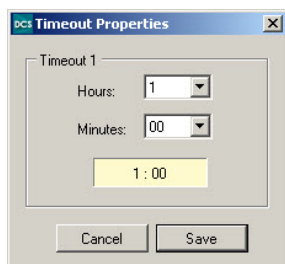 DCS Timeout Properties
Timeout 1
Hours: 1
Minutes: 00
1 : 00
Cancel Save